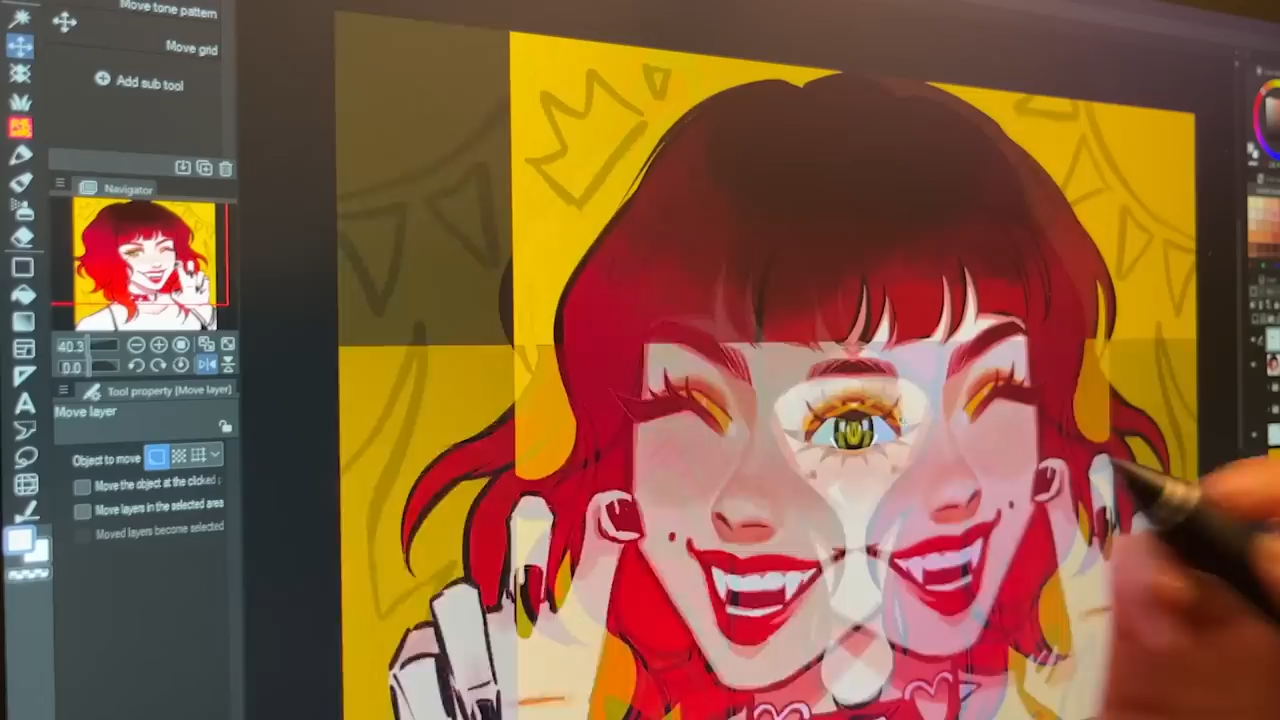 Move tone pattern
Move grid
Add sub tool
Navigator
40.3
0.0
Tool property (Move layer)
Move layer
Object to move
Move the object at the clicked
Move layers in the selected area
Moved layers become selected